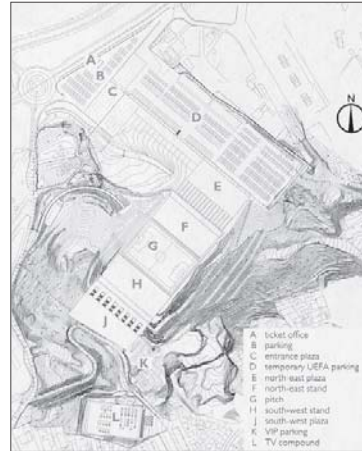 A
B
C
D
N
E
F
G
H
J
K
L
A ticket office
B parking
C entrance plaza
D temporary UEFA parking
E north-east plaza
F north-east stand
G pitch
H south-west stand
J south-west plaza
K VIP parking
L TV compound